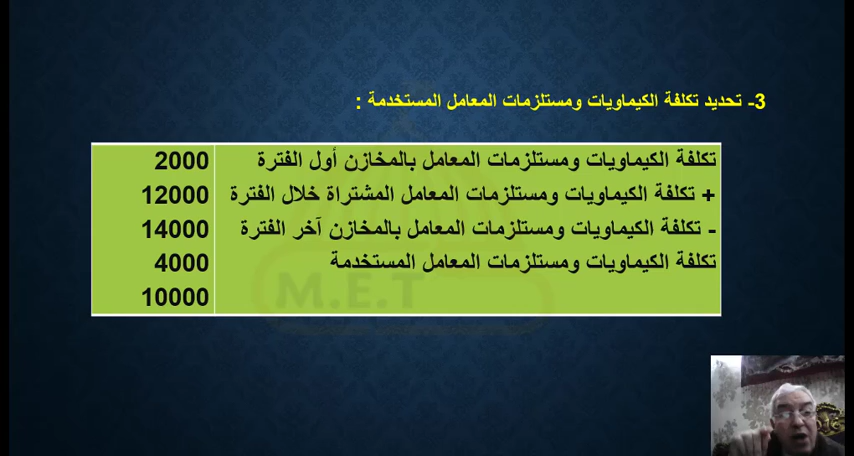 3- تحديد تكلفة الكيماويات ومستلزمات المعامل المستخدمة :
تكلفة الكيماويات ومستلزمات المعامل بالمخازن أول الفترة 2000
+ تكلفة الكيماويات ومستلزمات المعامل المشتراة خلال الفترة 12000
- تكلفة الكيماويات ومستلزمات المعامل بالمخازن آخر الفترة 14000
تكلفة الكيماويات ومستلزمات المعامل المستخدمة 4000
10000
M.E.T